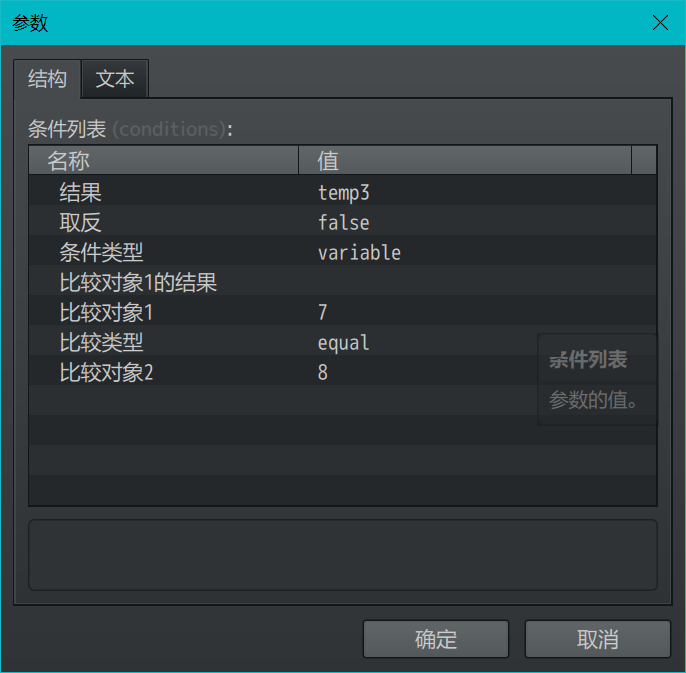 参数
结构 文本
条件列表 (conditions):
名称 值
结果 temp3
取反 false
条件类型 variable
比较对象1的结果
比较对象1 7
比较类型 equal
比较对象2 8
条件列表
参数的值。
确定 取消